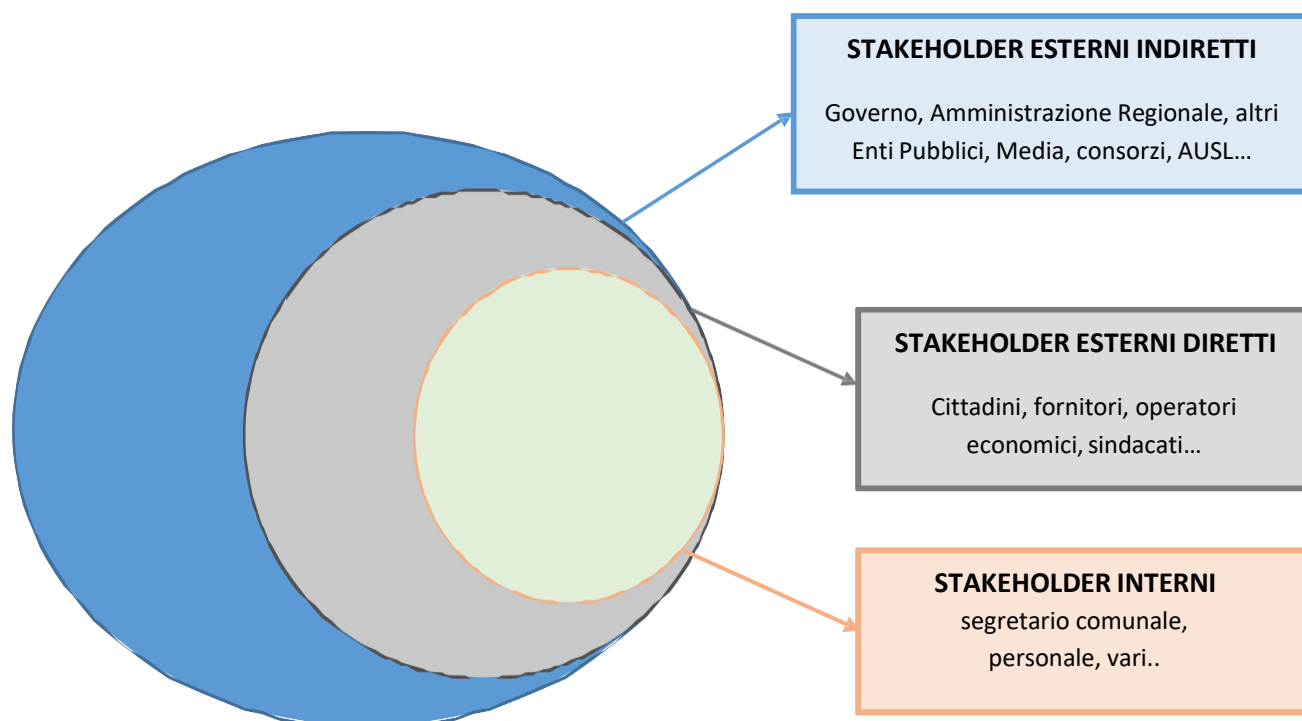 STAKEHOLDER ESTERNI INDIRETTI
Governo, Amministrazione Regionale, altri
Enti Pubblici, Media, consorzi, AUSL...
STAKEHOLDER ESTERNI DIRETTI
Cittadini, fornitori, operatori
economici, sindacati...
STAKEHOLDER INTERNI
segretario comunale,
personale, vari..